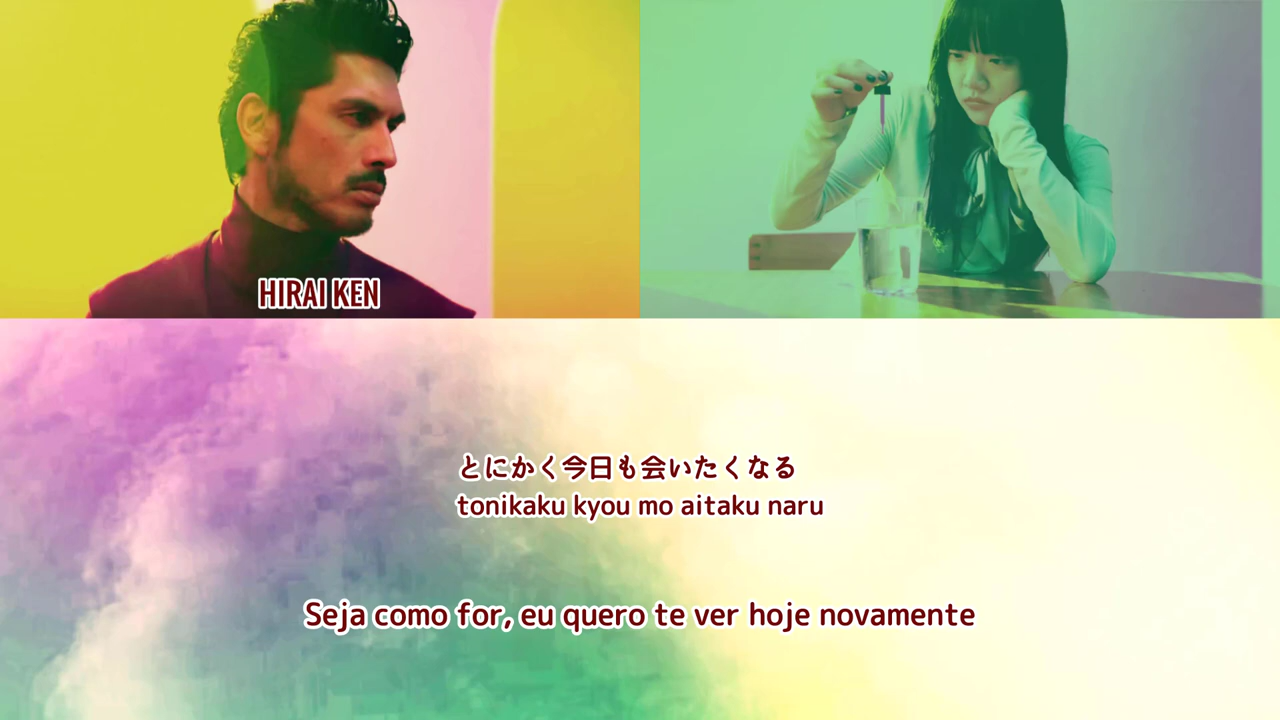 HIRAI KEN
とにかく今日も会いたくなる
tonikaku kyou mo aitaku naru
Seja como for, eu quero te ver hoje novamente